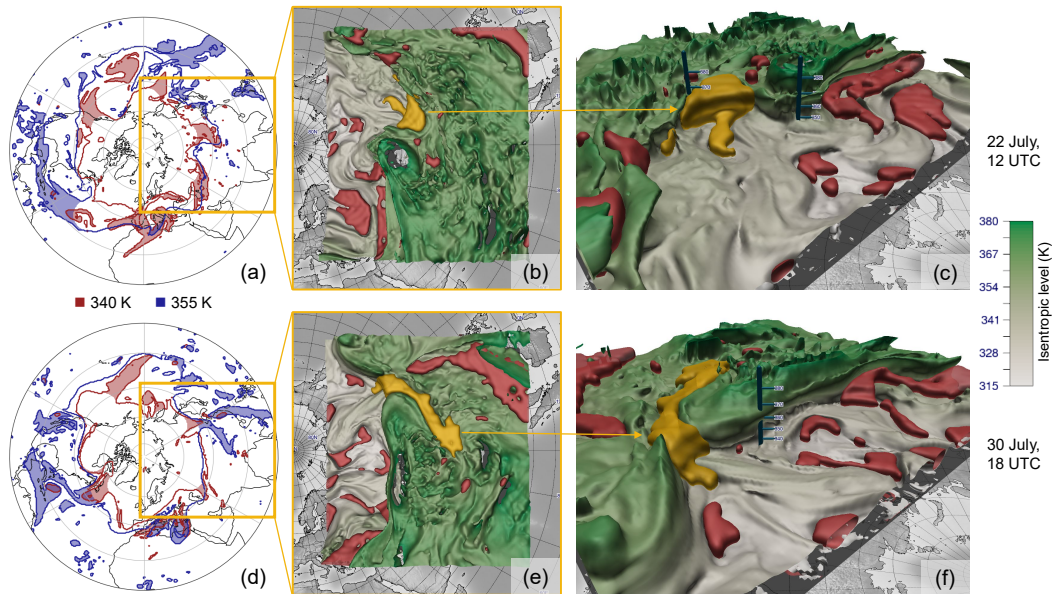 (a)
(b)
(c)
22 July,
12 UTC
340 K
355 K
380
367
354
341
328
315
Isentropic level (K)
(d)
(e)
(f)
30 July,
18 UTC